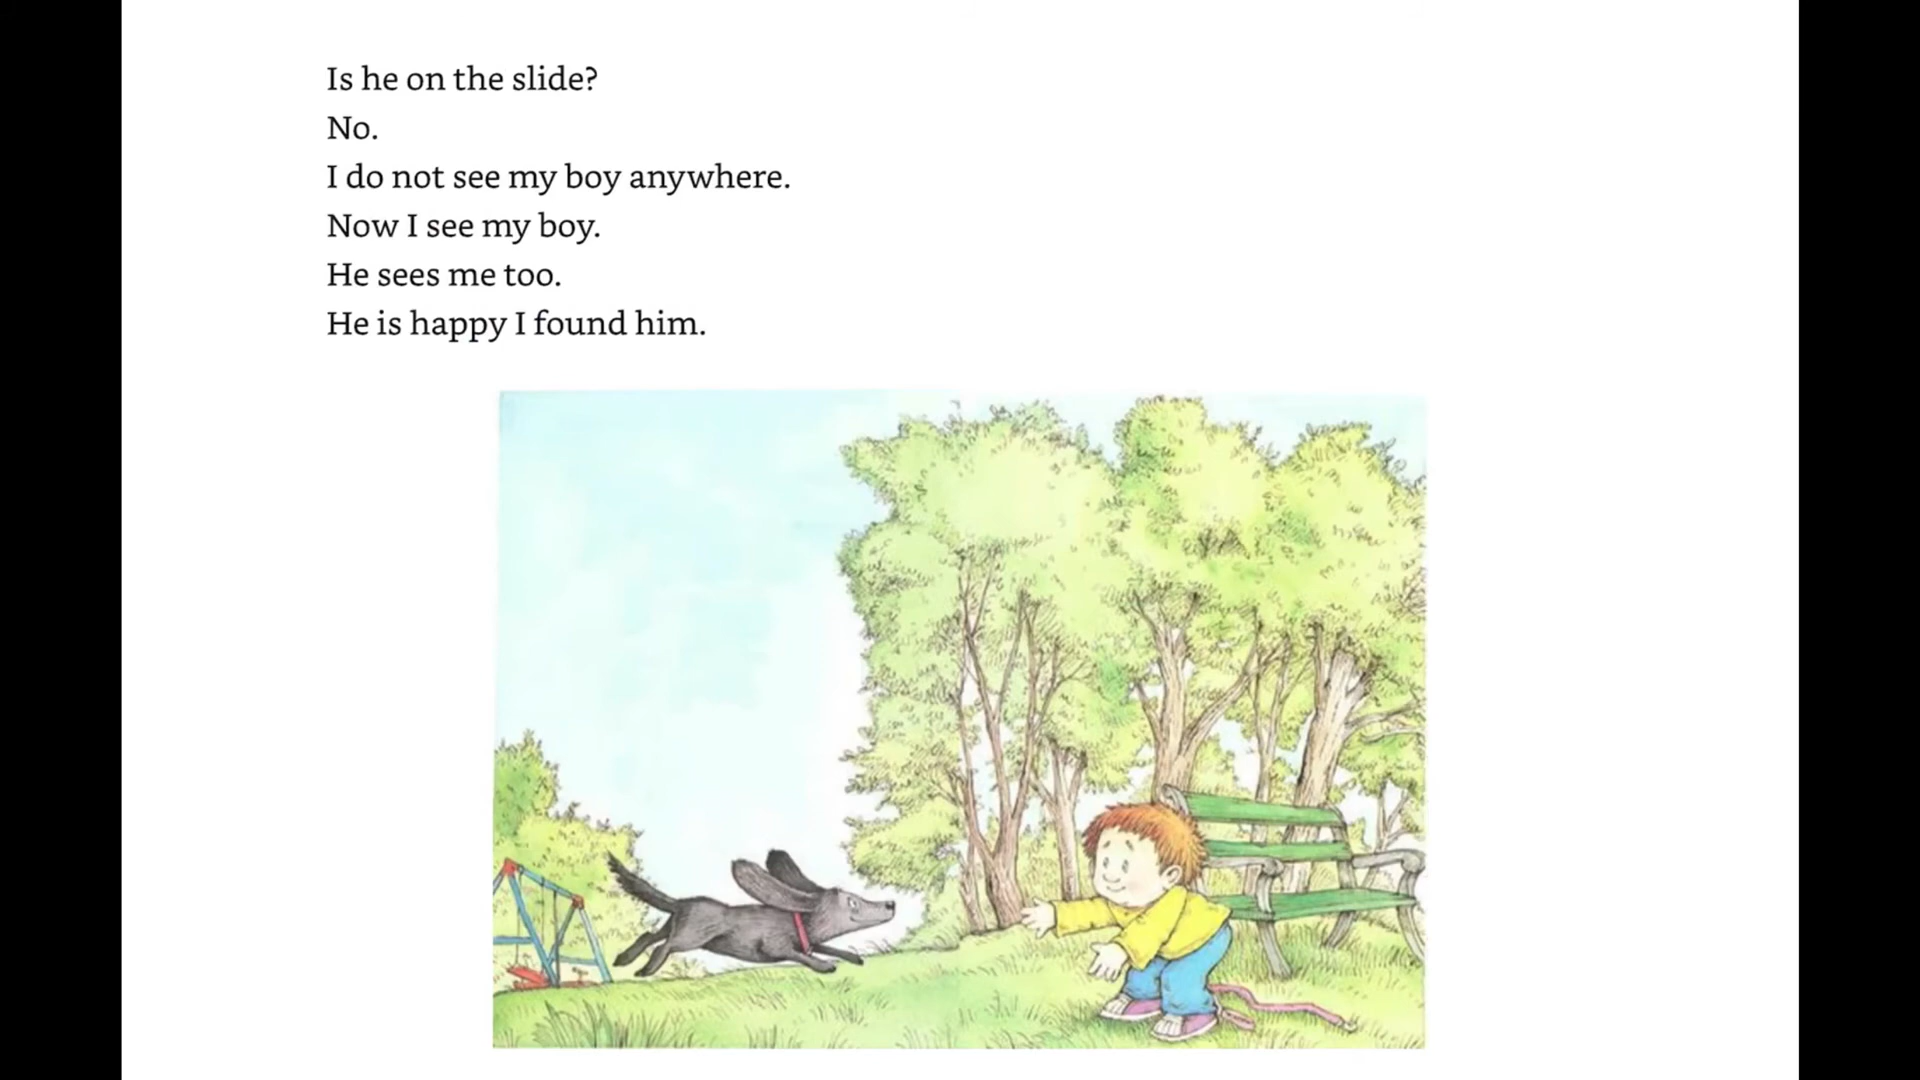 Is he on the slide?
No.
I do not see my boy anywhere.
Now I see my boy.
He sees me too.
He is happy I found him.